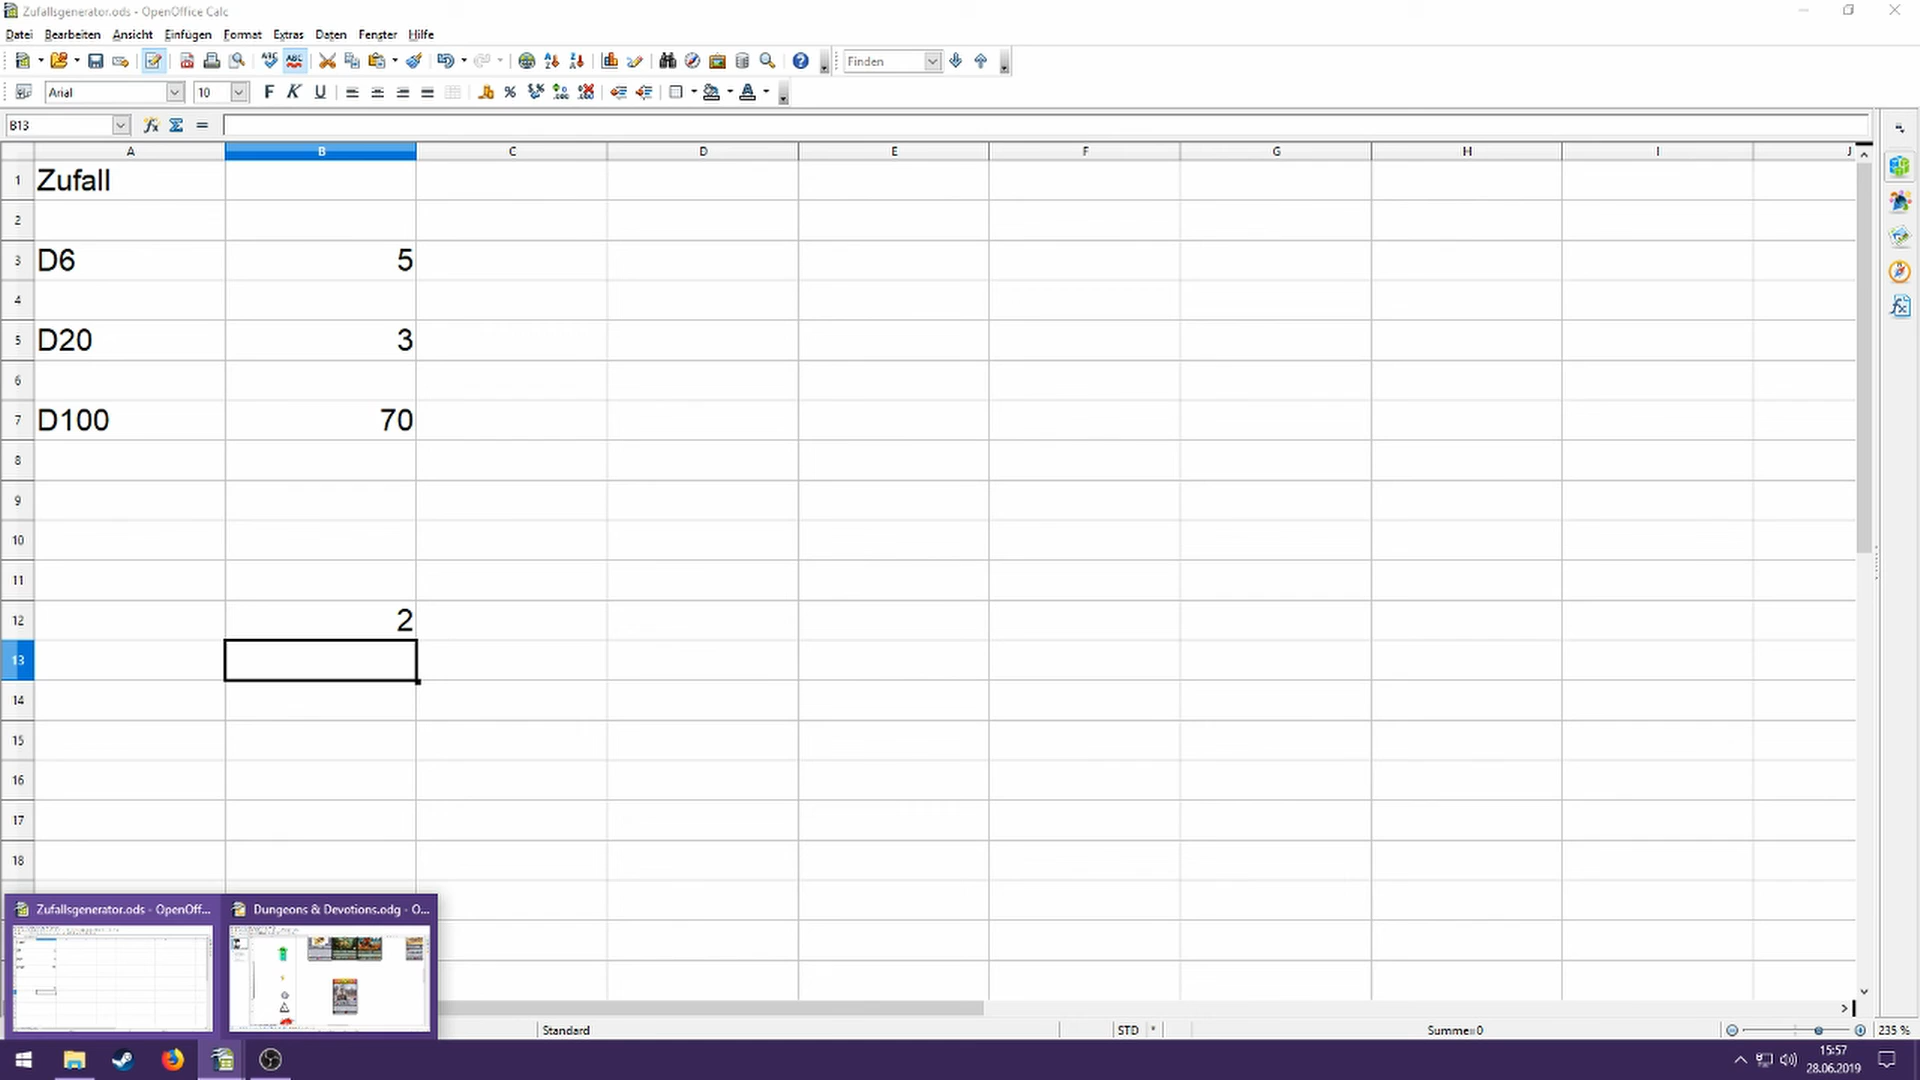 Zufallsgenerator.ods - OpenOffice Calc
Datei Bearbeiten Ansicht Einfügen Format Extras Daten Fenster Hilfe
Finden
Arial 10 F K U
B13
A B C D E F G H I J
1 Zufall
2
3 D6 5
4
5 D20 3
6
7 D100 70
8
9
10
11
12 2
13
14
15
16
17
18
Zufallsgenerator.ods - OpenOff... Dungeons & Devotions.odg - O...
Standard STD * Summe=0 235 %
15:57
28.06.2019